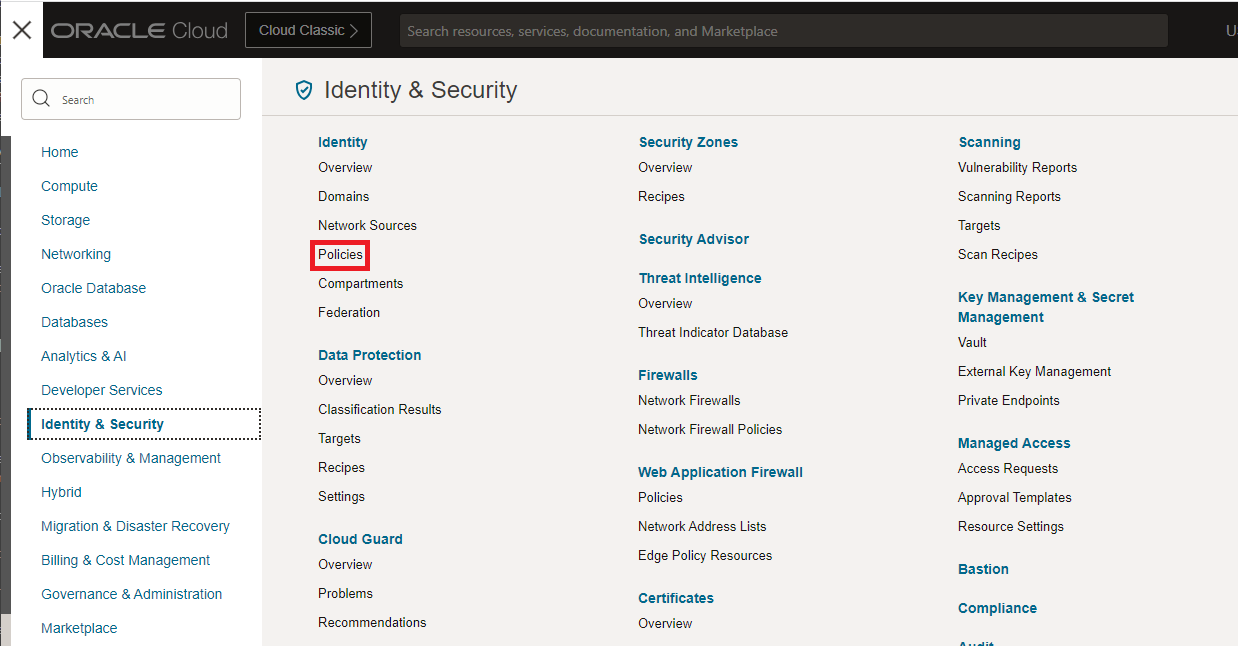 ORACLE Cloud
Cloud Classic
Search resources, services, documentation, and Marketplace
Search
Home
Compute
Storage
Networking
Oracle Database
Databases
Analytics & AI
Developer Services
Identity & Security
Observability & Management
Hybrid
Migration & Disaster Recovery
Billing & Cost Management
Governance & Administration
Marketplace
Identity & Security
Identity
Overview
Domains
Network Sources
Policies
Compartments
Federation
Data Protection
Overview
Classification Results
Targets
Recipes
Settings
Cloud Guard
Overview
Problems
Recommendations
Security Zones
Overview
Recipes
Security Advisor
Threat Intelligence
Overview
Threat Indicator Database
Firewalls
Network Firewalls
Network Firewall Policies
Web Application Firewall
Policies
Network Address Lists
Edge Policy Resources
Certificates
Overview
Scanning
Vulnerability Reports
Scanning Reports
Targets
Scan Recipes
Key Management & Secret
Management
Vault
External Key Management
Private Endpoints
Managed Access
Access Requests
Approval Templates
Resource Settings
Bastion
Compliance
Audit